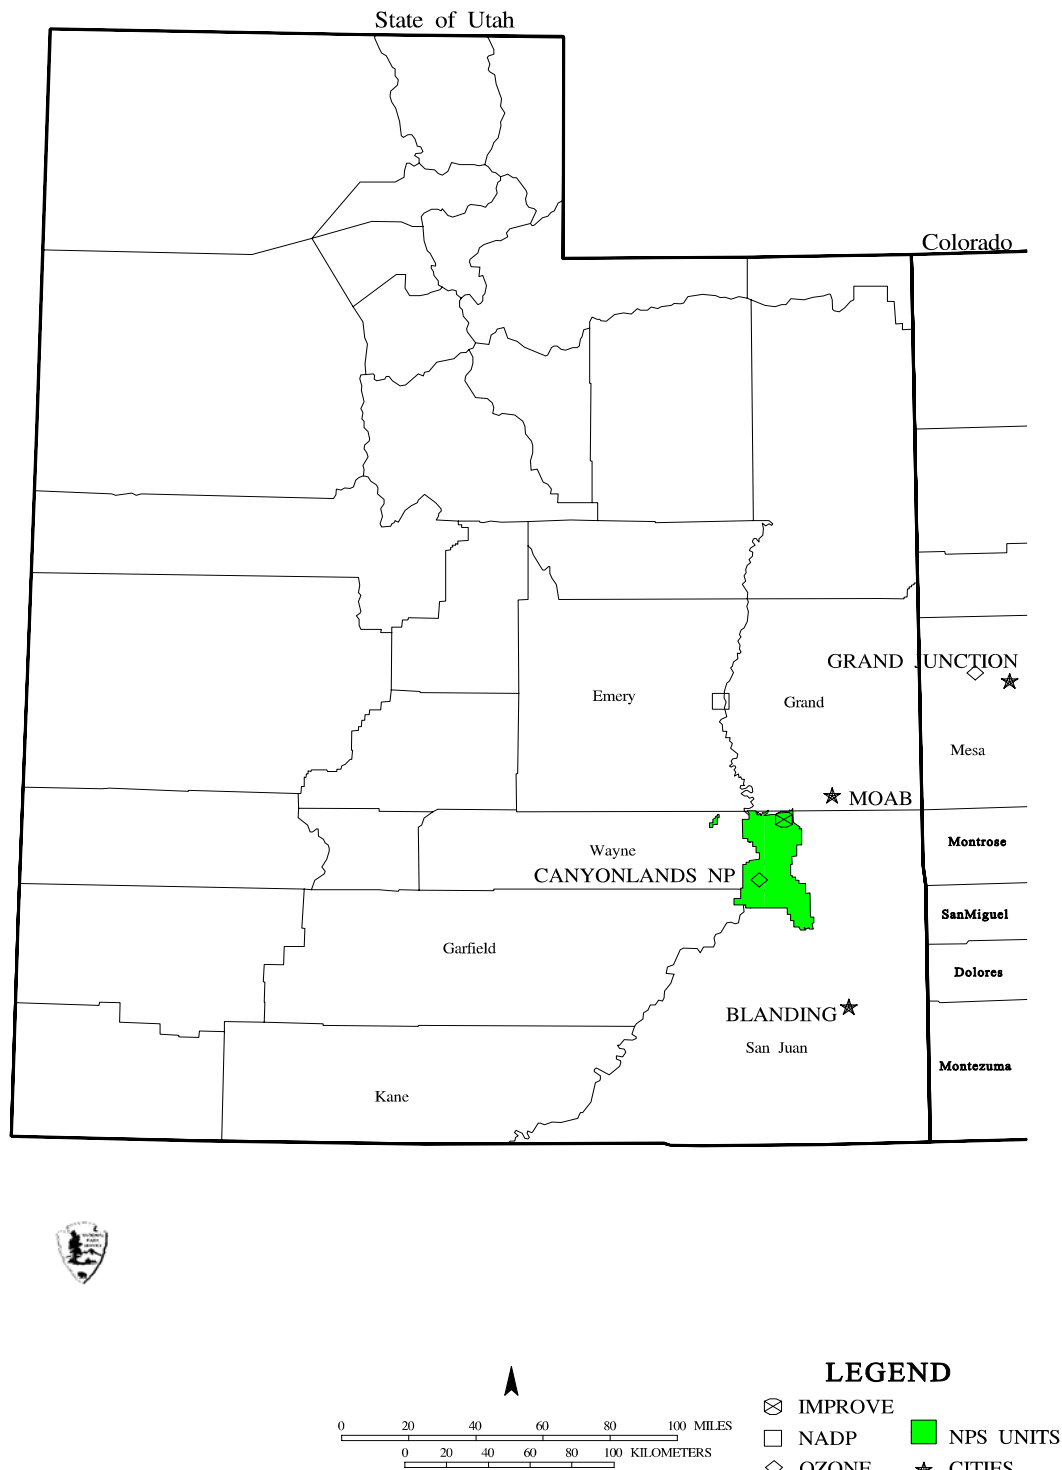 State of Utah
Colorado
GRAND JUNCTION
Emery
Grand
Mesa
MOAB
Montrose
Wayne
CANYONLANDS NP
SanMiguel
Garfield
Dolores
BLANDING
San Juan
Montezuma
Kane
LEGEND
IMPROVE
0 20 40 60 80 100 MILES
NADP
NPS UNITS
0 20 40 60 80 100 KILOMETERS
OZONE
CITIES